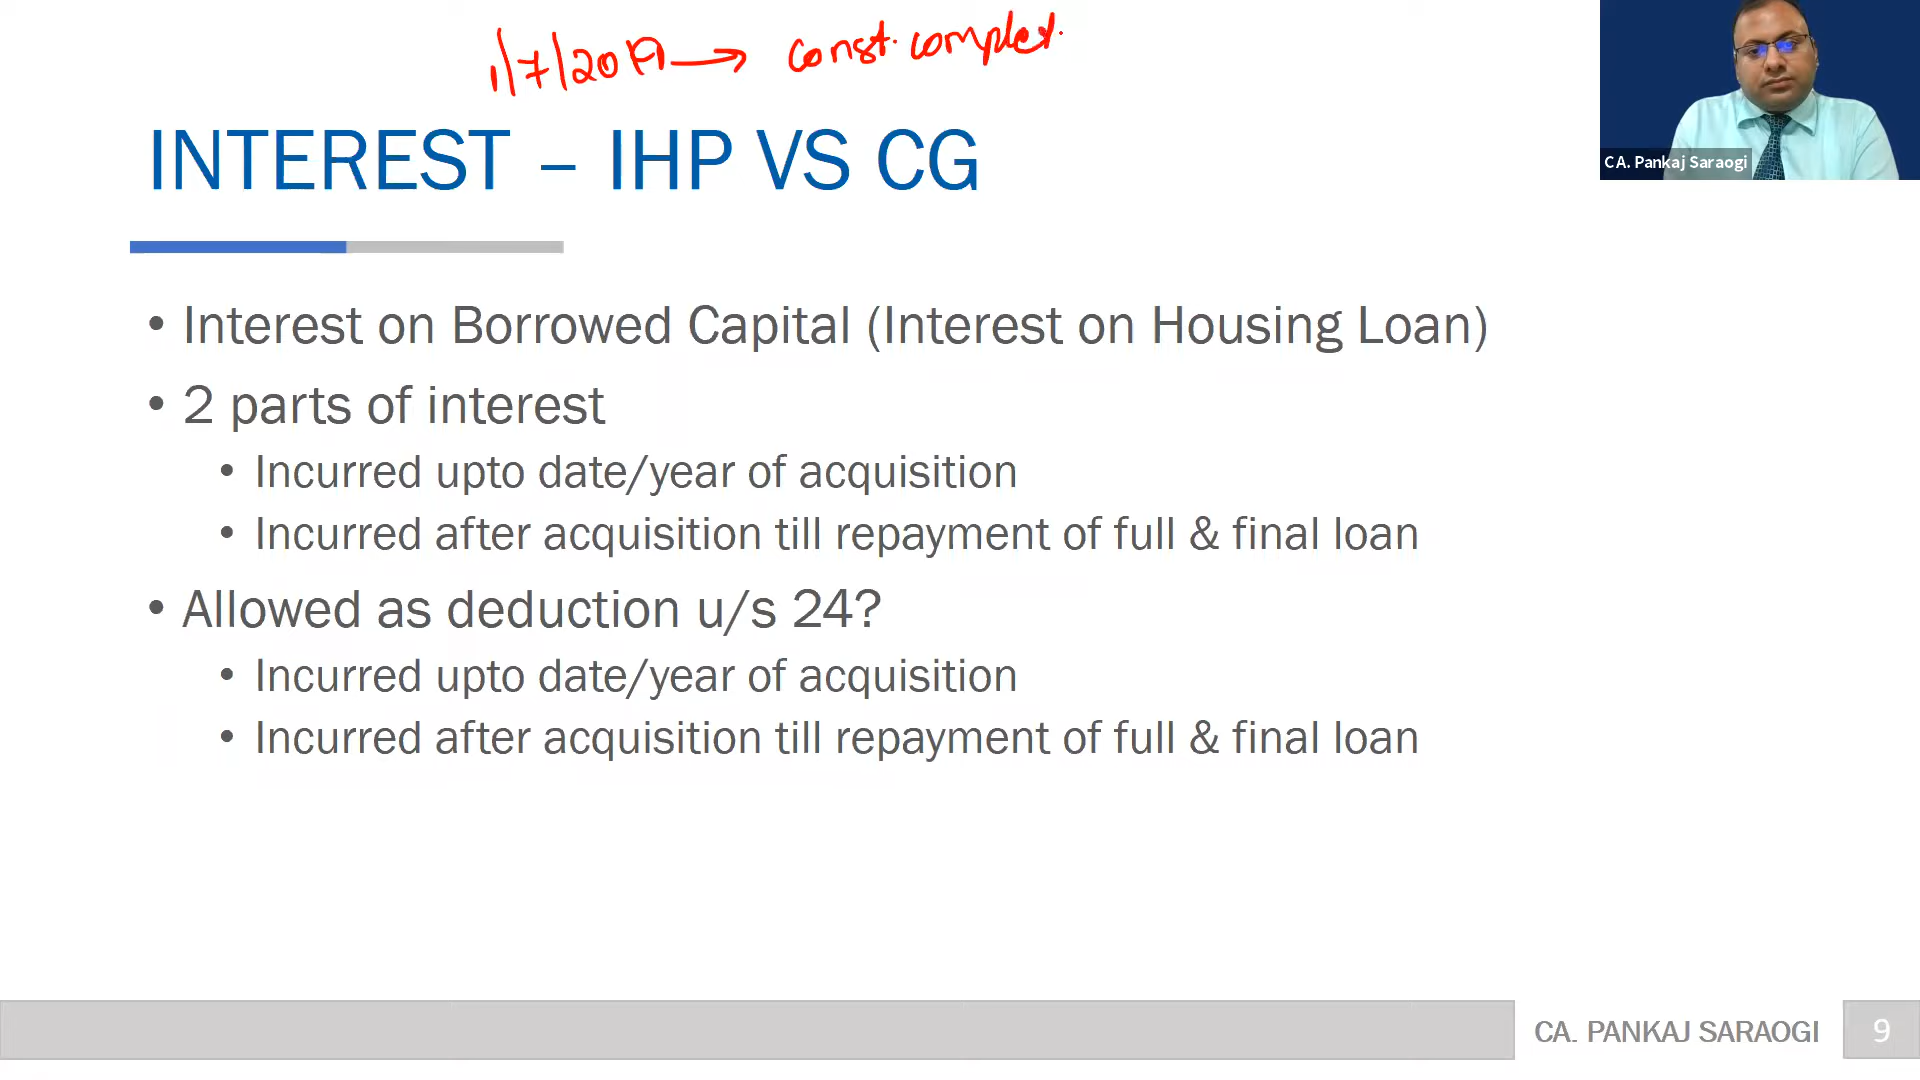 1/7/2019 → const. complet.
INTEREST – IHP VS CG
CA. Pankaj Saraogi
• Interest on Borrowed Capital (Interest on Housing Loan)
• 2 parts of interest
• Incurred upto date/year of acquisition
• Incurred after acquisition till repayment of full & final loan
• Allowed as deduction u/s 24?
• Incurred upto date/year of acquisition
• Incurred after acquisition till repayment of full & final loan
CA. PANKAJ SARAOGI 9